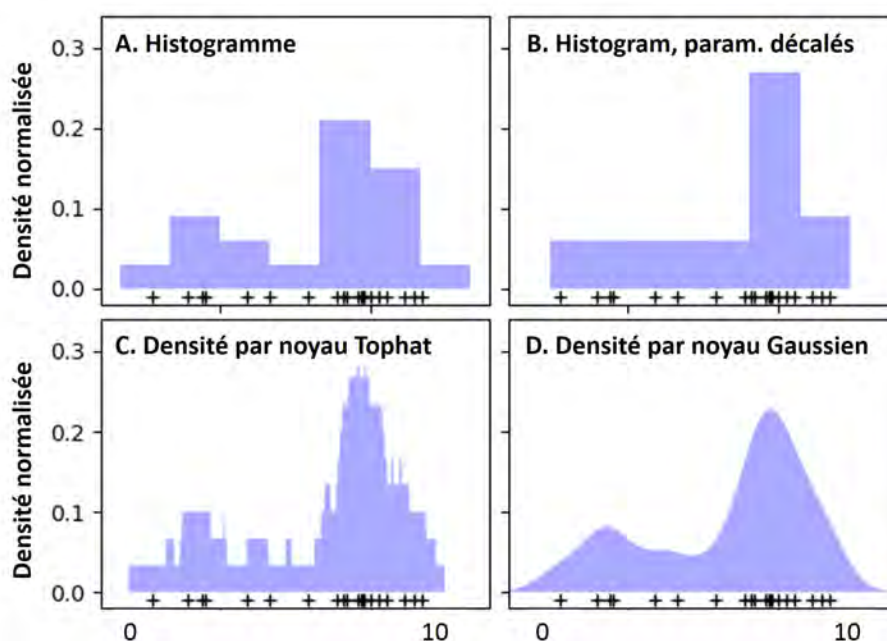 A. Histogramme
B. Histogram, param. décalés
Densité normalisée
0.3
0.2
0.1
0.0
C. Densité par noyau Tophat
D. Densité par noyau Gaussien
Densité normalisée
0.3
0.2
0.1
0.0
0
10
0
10